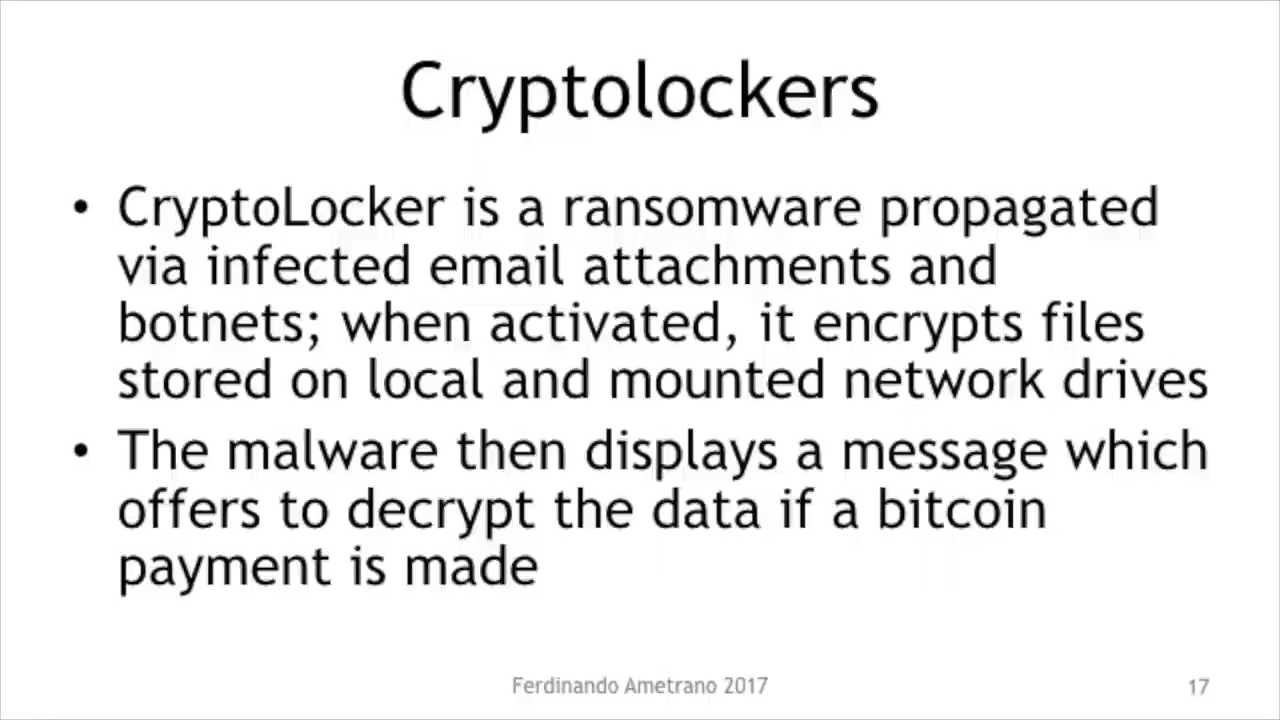 Cryptolockers
• CryptoLocker is a ransomware propagated
via infected email attachments and
botnets; when activated, it encrypts files
stored on local and mounted network drives
• The malware then displays a message which
offers to decrypt the data if a bitcoin
payment is made
Ferdinando Ametrano 2017
17